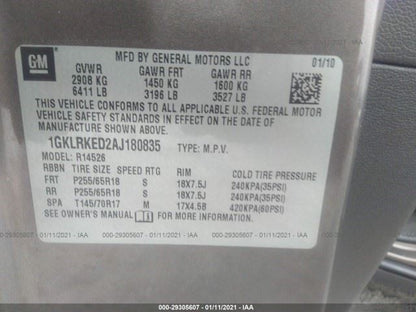 GM
MFD BY GENERAL MOTORS LLC
01/10
GVWR GAWR FRT GAWR RR
2908 KG 1450 KG 1600 KG
6411 LB 3196 LB 3527 LB
THIS VEHICLE CONFORMS TO ALL APPLICABLE U.S. FEDERAL MOTOR
VEHICLE SAFETY STANDARDS IN EFFECT ON THE DATE OF
MANUFACTURE SHOWN ABOVE.
1GKLRKED2AJ180835 TYPE: M.P.V.
MODEL: R14526
RBBN TIRE SIZE SPEED RTG RIM COLD TIRE PRESSURE
FRT P255/65R18 S 18X7.5J 240KPA(35PSI)
RR P255/65R18 S 18X7.5J 240KPA(35PSI)
SPA T145/70R17 M 17X4.5B 420KPA(60PSI)
SEE OWNER'S MANUAL FOR MORE INFORMATION.
000-29305607 - 01/11/2021 - IAA
000-29305607 - 01/11/2021 - IAA